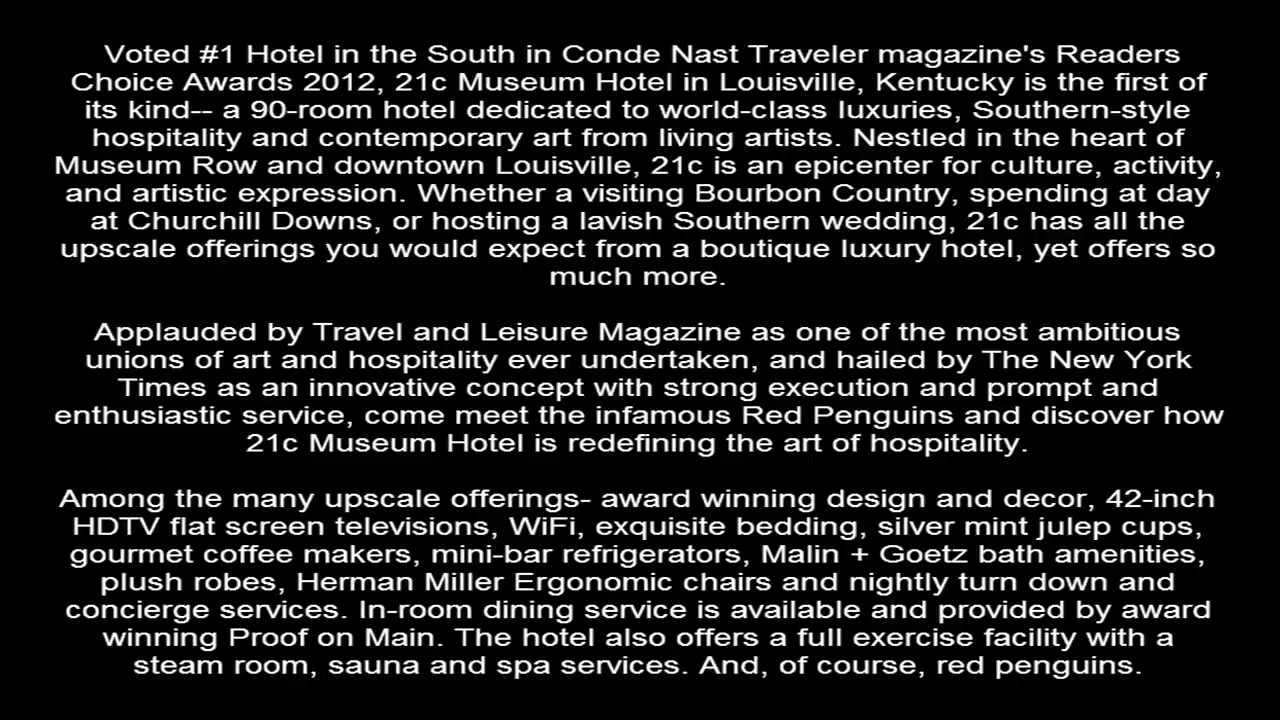 Voted #1 Hotel in the South in Conde Nast Traveler magazine's Readers
Choice Awards 2012, 21c Museum Hotel in Louisville, Kentucky is the first of
its kind-- a 90-room hotel dedicated to world-class luxuries, Southern-style
hospitality and contemporary art from living artists. Nestled in the heart of
Museum Row and downtown Louisville, 21c is an epicenter for culture, activity,
and artistic expression. Whether a visiting Bourbon Country, spending at day
at Churchill Downs, or hosting a lavish Southern wedding, 21c has all the
upscale offerings you would expect from a boutique luxury hotel, yet offers so
much more.
Applauded by Travel and Leisure Magazine as one of the most ambitious
unions of art and hospitality ever undertaken, and hailed by The New York
Times as an innovative concept with strong execution and prompt and
enthusiastic service, come meet the infamous Red Penguins and discover how
21c Museum Hotel is redefining the art of hospitality.
Among the many upscale offerings- award winning design and decor, 42-inch
HDTV flat screen televisions, WiFi, exquisite bedding, silver mint julep cups,
gourmet coffee makers, mini-bar refrigerators, Malin + Goetz bath amenities,
plush robes, Herman Miller Ergonomic chairs and nightly turn down and
concierge services. In-room dining service is available and provided by award
winning Proof on Main. The hotel also offers a full exercise facility with a
steam room, sauna and spa services. And, of course, red penguins.